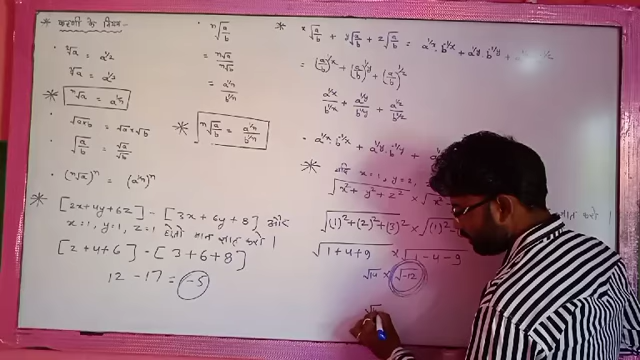 * करणी के नियम-
• ²√a = a^1/2
³√a = a^1/3
* ⁿ√a = a^1/n
• √a×b = √a × √b
• √a/b = √a/√b
• (ⁿ√a)ⁿ = (a^1/n)ⁿ
* [2x+4y+6z] - [3x+6y+8] और
x=1, y=1, z=1 हो तो मान ज्ञात करो।
[2+4+6] - [3+6+8]
12 - 17 = -5
• ⁿ√a/b
= ⁿ√a/ⁿ√b
= a^1/n/b^1/n
* ⁿ√a/b = a^1/n/b^1/n
* ˣ√a/b + ʸ√a/b + ᶻ√a/b = a^1/x·b^1/x + a^1/y·b^1/y +
= (a/b)^1/x + (a/b)^1/y + (a/b)^1/z
a^1/x/b^1/x + a^1/y/b^1/y + a^1/z
= a^1/x·b^-1/x + a^1/y·b^-1/y +
* यदि x=1, y=2,
√x²+y²+z² × √x²
√(1)²+(2)²+(3)² × √(1)²
√1+4+9 × √1-4-9
√14 × √-12